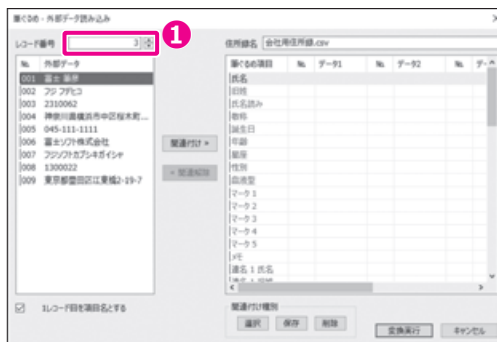 筆ぐるめ - 外部データ読み込み
レコード番号 3
1
住所録名 会社用住所録.csv
№ 外部データ
001 富士 筆彦
002 フジ フデヒコ
003 2310062
004 神奈川県横浜市中区桜木町...
005 045-111-1111
006 富士ソフト株式会社
007 フジソフトカブシキガイシャ
008 1300022
009 東京都墨田区江東橋2-19-7
関連付け >
< 関連解除
筆ぐるめ項目 № データ1 № データ2 № データ
氏名
旧姓
氏名読み
敬称
誕生日
年齢
星座
性別
血液型
マーク1
マーク2
マーク3
マーク4
マーク5
メモ
連名1氏名
1レコード目を項目名とする
関連付け種別
選択 保存 削除
変換実行 キャンセル